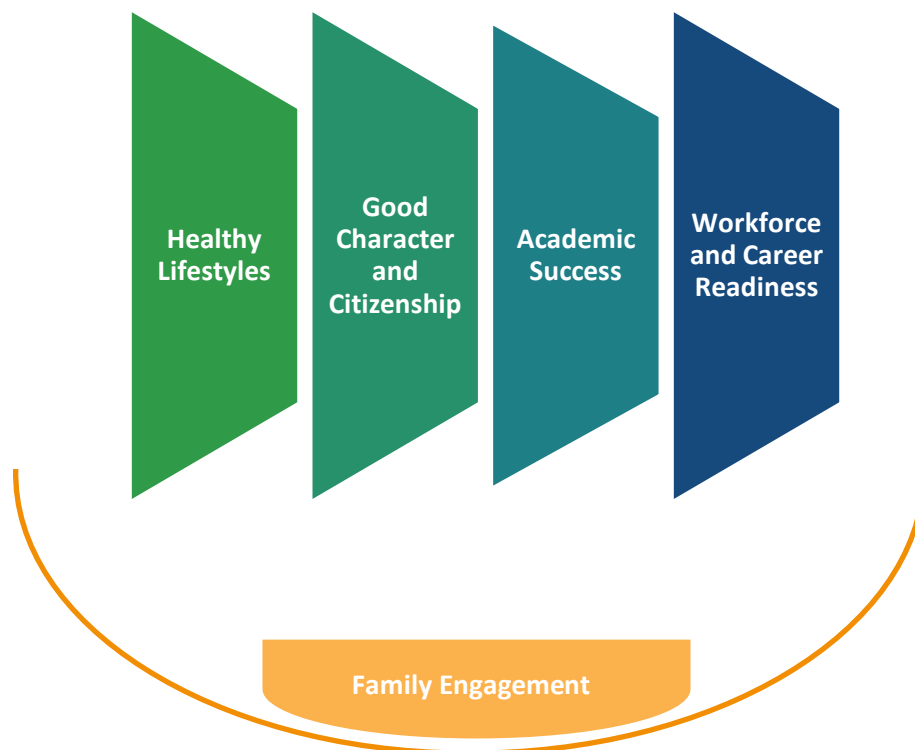 Healthy
Lifestyles
Good
Character
and
Citizenship
Academic
Success
Workforce
and Career
Readiness
Family Engagement